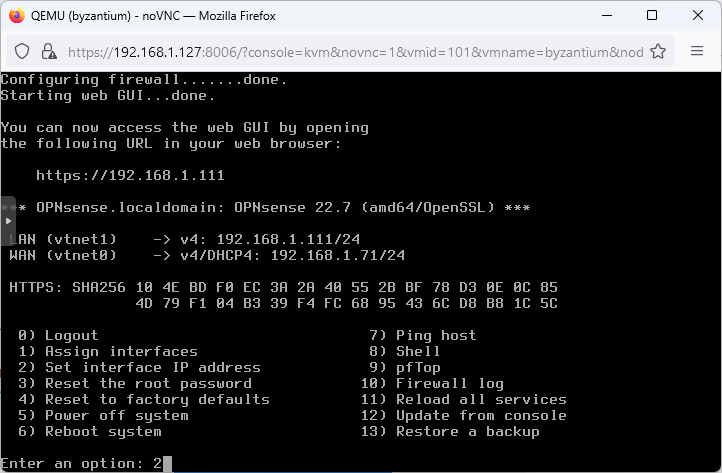 QEMU (byzantium) - noVNC — Mozilla Firefox
https://192.168.1.127:8006/?console=kvm&novnc=1&vmid=101&vmname=byzantium&nod
Configuring firewall.......done.
Starting web GUI...done.
You can now access the web GUI by opening
the following URL in your web browser:
https://192.168.1.111
*** OPNsense.localdomain: OPNsense 22.7 (amd64/OpenSSL) ***
LAN (vtnet1) -> v4: 192.168.1.111/24
WAN (vtnet0) -> v4/DHCP4: 192.168.1.71/24
HTTPS: SHA256 10 4E BD F0 EC 3A 2A 40 55 2B BF 78 D3 0E 0C 85
4D 79 F1 04 B3 39 F4 FC 68 95 43 6C D8 B8 1C 5C
0) Logout 7) Ping host
1) Assign interfaces 8) Shell
2) Set interface IP address 9) pfTop
3) Reset the root password 10) Firewall log
4) Reset to factory defaults 11) Reload all services
5) Power off system 12) Update from console
6) Reboot system 13) Restore a backup
Enter an option: 2